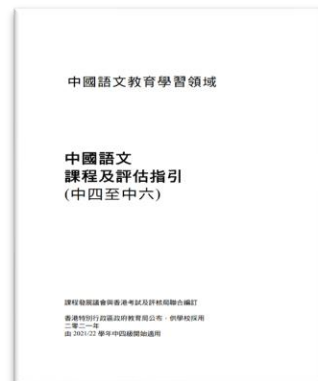 中國語文教育學習領域
中國語文
課程及評估指引
(中四至中六)
課程發展議會與香港考試及評核局聯合編訂
香港特別行政區政府教育局公布，供學校採用
二零二一年
由 2021/22 學年中四級開始適用